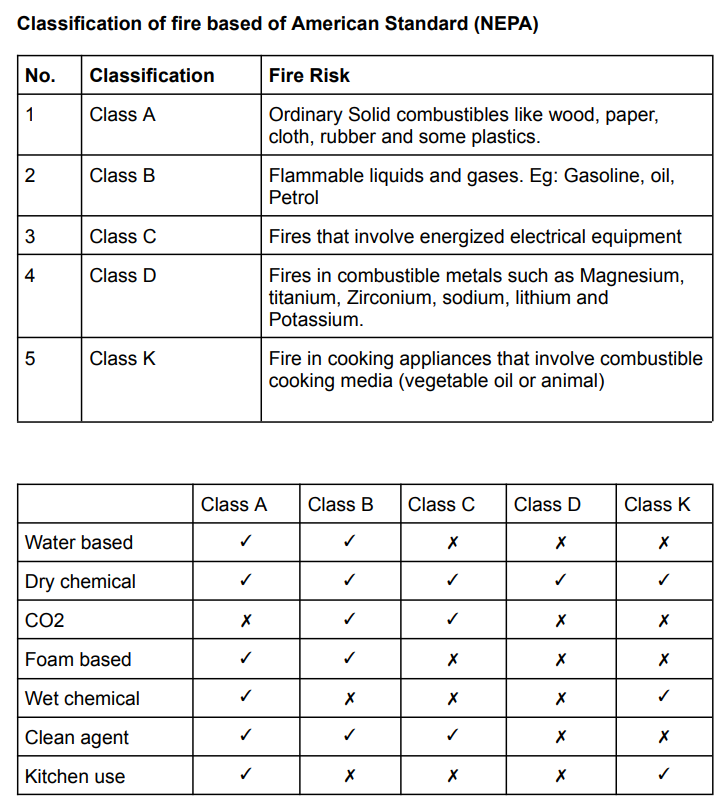 Classification of fire based of American Standard (NEPA)
No. Classification Fire Risk
1 Class A Ordinary Solid combustibles like wood, paper,
cloth, rubber and some plastics.
2 Class B Flammable liquids and gases. Eg: Gasoline, oil,
Petrol
3 Class C Fires that involve energized electrical equipment
4 Class D Fires in combustible metals such as Magnesium,
titanium, Zirconium, sodium, lithium and
Potassium.
5 Class K Fire in cooking appliances that involve combustible
cooking media (vegetable oil or animal)
Class A Class B Class C Class D Class K
Water based ✓ ✓ ✗ ✗ ✗
Dry chemical ✓ ✓ ✓ ✓ ✓
CO2 ✗ ✓ ✓ ✗ ✗
Foam based ✓ ✓ ✗ ✗ ✗
Wet chemical ✓ ✗ ✗ ✗ ✓
Clean agent ✓ ✓ ✓ ✗ ✗
Kitchen use ✓ ✗ ✗ ✗ ✓